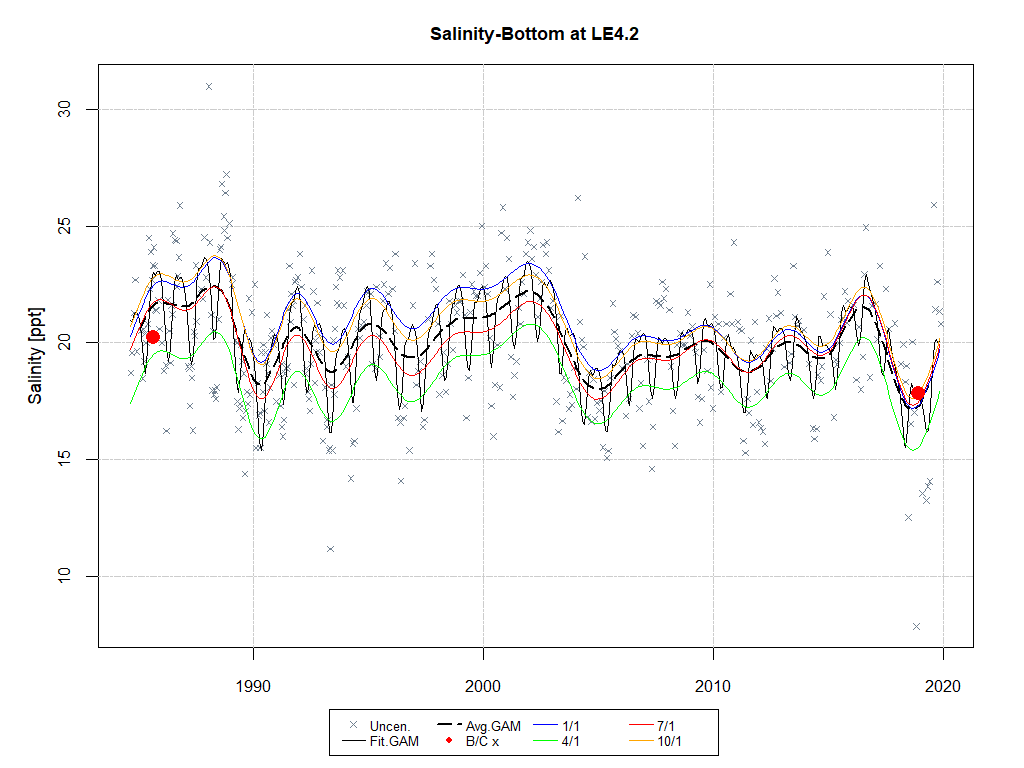 Salinity-Bottom at LE4.2
Salinity [ppt]
30
25
20
15
10
1990 2000 2010 2020
Uncen. Avg.GAM 1/1 7/1
Fit.GAM B/C x 4/1 10/1